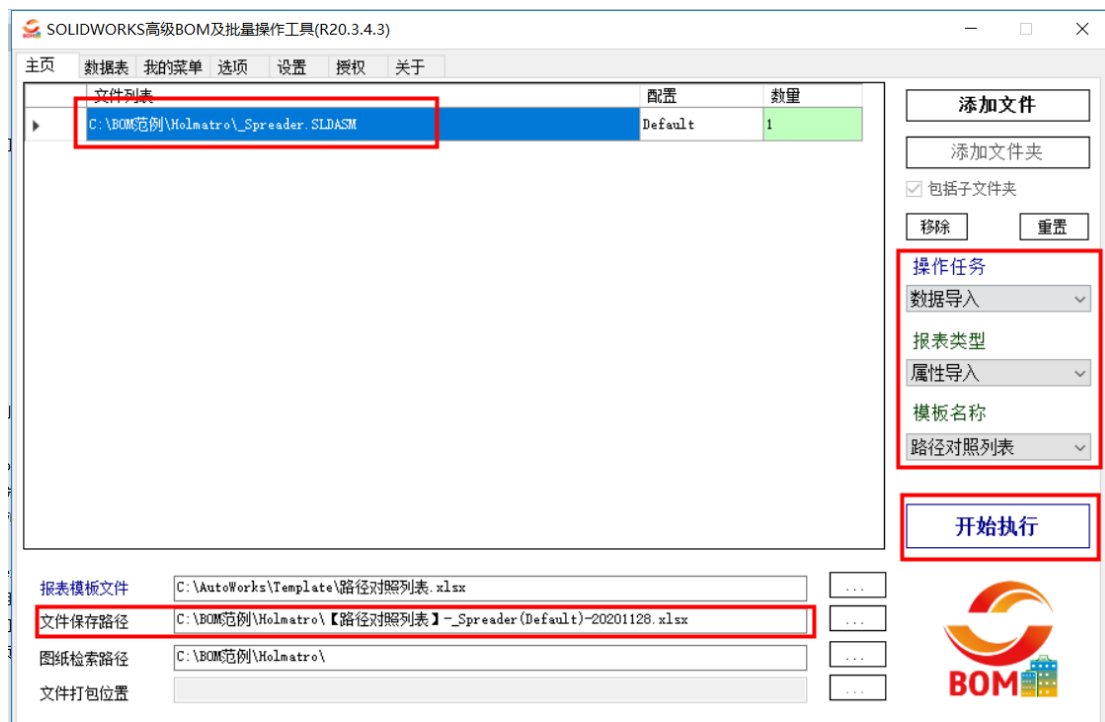 SOLIDWORKS高级BOM及批量操作工具(R20.3.4.3)
主页 数据表 我的菜单 选项 设置 授权 关于
文件列表 配置 数量
C:\BOM范例\Holmatro\_Spreader.SLDASM Default 1
添加文件
添加文件夹
包括子文件夹
移除 重置
操作任务
数据导入
报表类型
属性导入
模板名称
路径对照列表
开始执行
报表模板文件 C:\AutoWorks\Template\路径对照列表.xlsx ...
文件保存路径 C:\BOM范例\Holmatro\【路径对照列表】-_Spreader(Default)-20201128.xlsx ...
图纸检索路径 C:\BOM范例\Holmatro\ ...
文件打包位置 ...
BOM